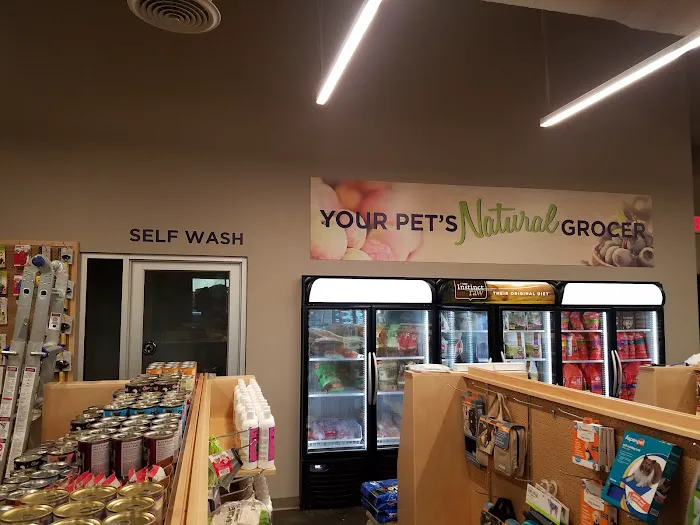 YOUR PET'S Natural GROCER
SELF WASH
Instinct
raw
THEIR ORIGINAL DIET